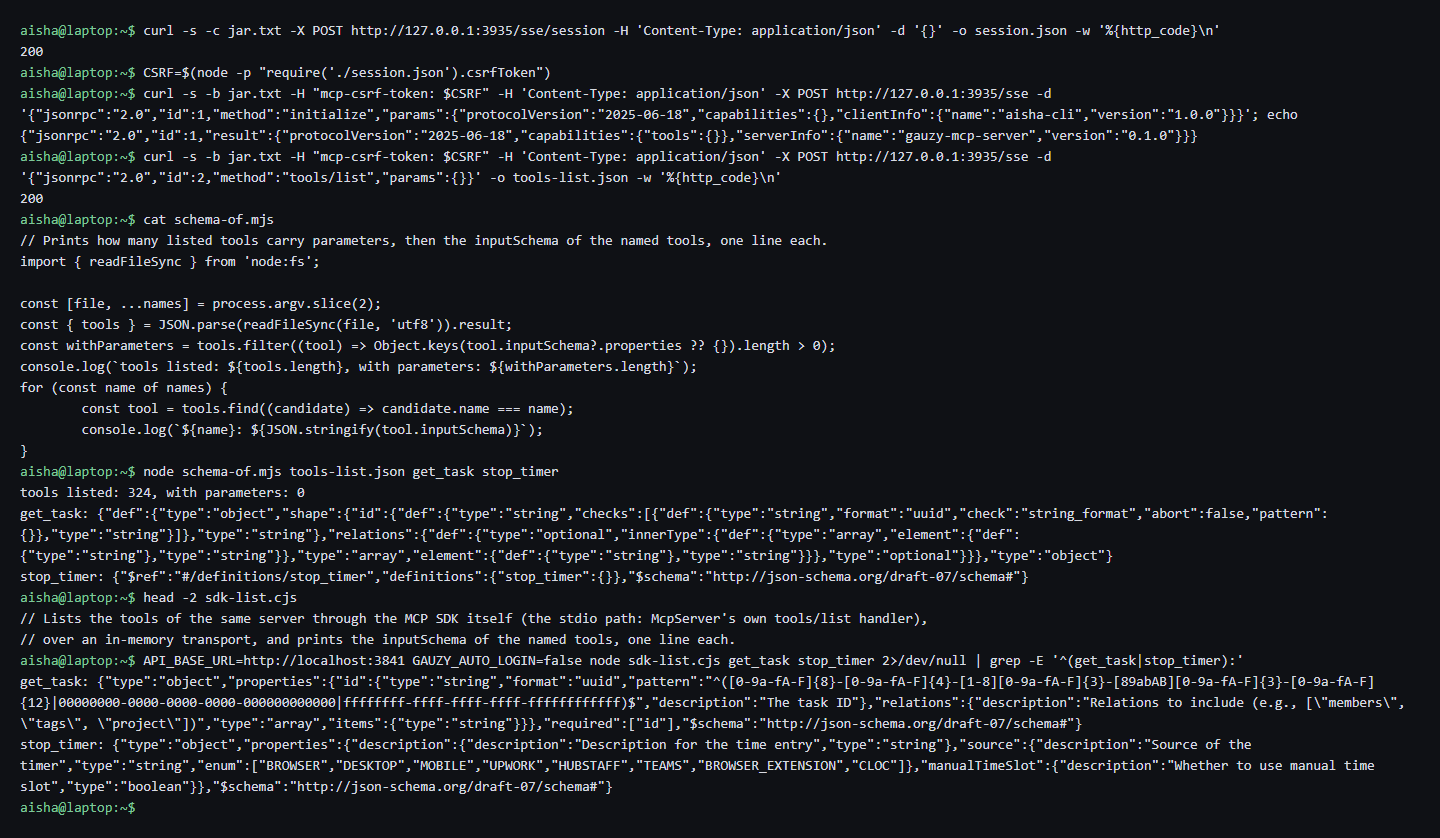 aisha@laptop:~$ curl -s -c jar.txt -X POST http://127.0.0.1:3935/sse/session -H 'Content-Type: application/json' -d '{}' -o session.json -w '%{http_code}\n'
200
aisha@laptop:~$ CSRF=$(node -p "require('./session.json').csrfToken")
aisha@laptop:~$ curl -s -b jar.txt -H "mcp-csrf-token: $CSRF" -H 'Content-Type: application/json' -X POST http://127.0.0.1:3935/sse -d
'{"jsonrpc":"2.0","id":1,"method":"initialize","params":{"protocolVersion":"2025-06-18","capabilities":{},"clientInfo":{"name":"aisha-cli","version":"1.0.0"}}}'; echo
{"jsonrpc":"2.0","id":1,"result":{"protocolVersion":"2025-06-18","capabilities":{"tools":{}},"serverInfo":{"name":"gauzy-mcp-server","version":"0.1.0"}}}
aisha@laptop:~$ curl -s -b jar.txt -H "mcp-csrf-token: $CSRF" -H 'Content-Type: application/json' -X POST http://127.0.0.1:3935/sse -d
'{"jsonrpc":"2.0","id":2,"method":"tools/list","params":{}}' -o tools-list.json -w '%{http_code}\n'
200
aisha@laptop:~$ cat schema-of.mjs
// Prints how many listed tools carry parameters, then the inputSchema of the named tools, one line each.
import { readFileSync } from 'node:fs';

const [file, ...names] = process.argv.slice(2);
const { tools } = JSON.parse(readFileSync(file, 'utf8')).result;
const withParameters = tools.filter((tool) => Object.keys(tool.inputSchema?.properties ?? {}).length > 0);
console.log(`tools listed: ${tools.length}, with parameters: ${withParameters.length}`);
for (const name of names) {
        const tool = tools.find((candidate) => candidate.name === name);
        console.log(`${name}: ${JSON.stringify(tool.inputSchema)}`);
}
aisha@laptop:~$ node schema-of.mjs tools-list.json get_task stop_timer
tools listed: 324, with parameters: 0
get_task: {"def":{"type":"object","shape":{"id":{"def":{"type":"string","checks":[{"def":{"type":"string","format":"uuid","check":"string_format","abort":false,"pattern":
{}},"type":"string"}]},"type":"string"},"relations":{"def":{"type":"optional","innerType":{"def":{"type":"array","element":{"def":
{"type":"string"},"type":"string"}},"type":"array","element":{"def":{"type":"string"},"type":"string"}}},"type":"optional"}}},"type":"object"}
stop_timer: {"$ref":"#/definitions/stop_timer","definitions":{"stop_timer":{}},"$schema":"http://json-schema.org/draft-07/schema#"}
aisha@laptop:~$ head -2 sdk-list.cjs
// Lists the tools of the same server through the MCP SDK itself (the stdio path: McpServer's own tools/list handler),
// over an in-memory transport, and prints the inputSchema of the named tools, one line each.
aisha@laptop:~$ API_BASE_URL=http://localhost:3841 GAUZY_AUTO_LOGIN=false node sdk-list.cjs get_task stop_timer 2>/dev/null | grep -E '^(get_task|stop_timer):'
get_task: {"type":"object","properties":{"id":{"type":"string","format":"uuid","pattern":"^([0-9a-fA-F]{8}-[0-9a-fA-F]{4}-[1-8][0-9a-fA-F]{3}-[89abAB][0-9a-fA-F]{3}-[0-9a-fA-F]
{12}|00000000-0000-0000-0000-000000000000|ffffffff-ffff-ffff-ffff-ffffffffffff)$","description":"The task ID"},"relations":{"description":"Relations to include (e.g., [\"members\",
\"tags\", \"project\"])","type":"array","items":{"type":"string"}}},"required":["id"],"$schema":"http://json-schema.org/draft-07/schema#"}
stop_timer: {"type":"object","properties":{"description":{"description":"Description for the time entry","type":"string"},"source":{"description":"Source of the
timer","type":"string","enum":["BROWSER","DESKTOP","MOBILE","UPWORK","HUBSTAFF","TEAMS","BROWSER_EXTENSION","CLOC"]},"manualTimeSlot":{"description":"Whether to use manual time
slot","type":"boolean"}},"$schema":"http://json-schema.org/draft-07/schema#"}
aisha@laptop:~$